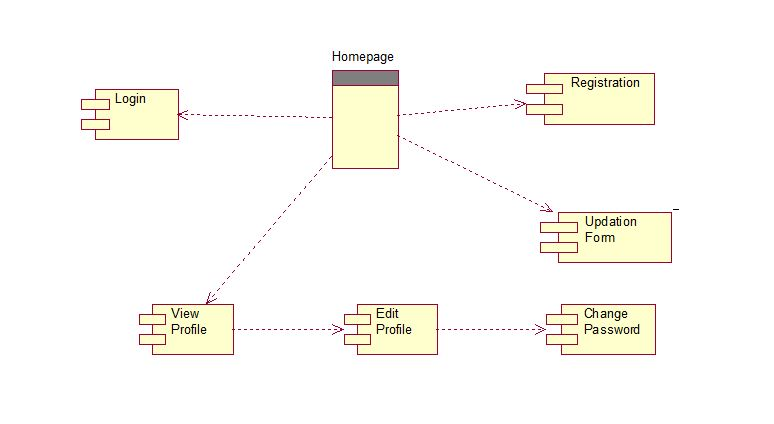 Homepage
Login
Registration
Updation
Form
View
Profile
Edit
Profile
Change
Password